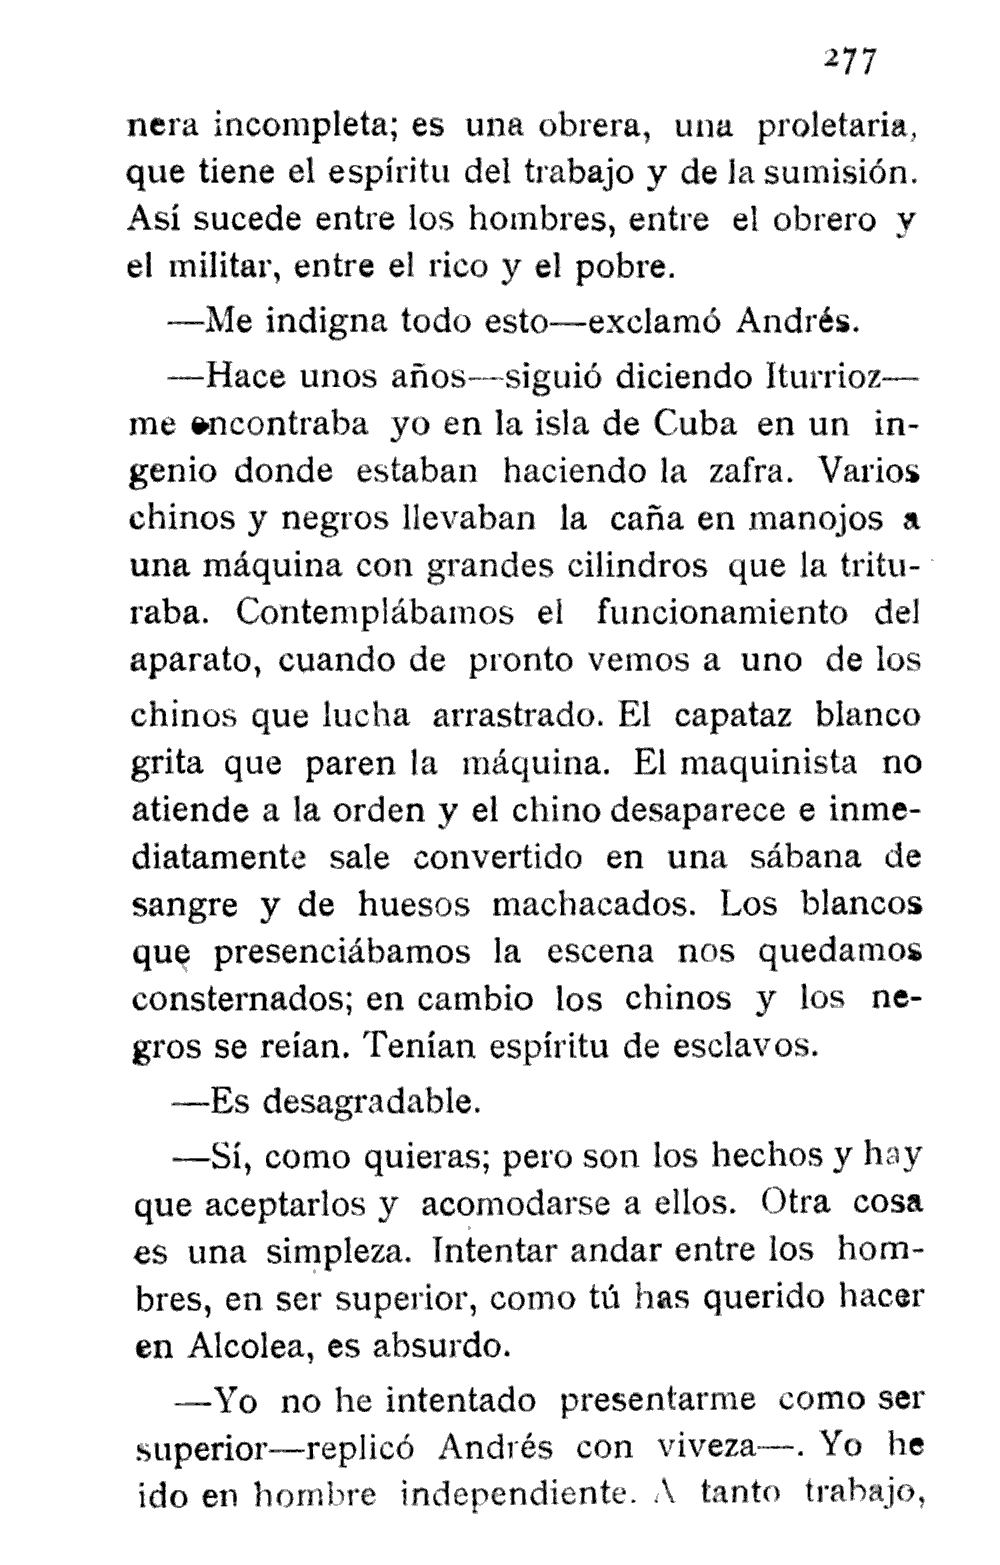 277
nera incompleta; es una obrera, una proletaria,
que tiene el espíritu del trabajo y de la sumisión.
Así sucede entre los hombres, entre el obrero y
el militar, entre el rico y el pobre.
—Me indigna todo esto—exclamó Andrés.
—Hace unos años—siguió diciendo Iturrioz—
me encontraba yo en la isla de Cuba en un in-
genio donde estaban haciendo la zafra. Varios
chinos y negros llevaban la caña en manojos a
una máquina con grandes cilindros que la tritu-
raba. Contemplábamos el funcionamiento del
aparato, cuando de pronto vemos a uno de los
chinos que lucha arrastrado. El capataz blanco
grita que paren la máquina. El maquinista no
atiende a la orden y el chino desaparece e inme-
diatamente sale convertido en una sábana de
sangre y de huesos machacados. Los blancos
que presenciábamos la escena nos quedamos
consternados; en cambio los chinos y los ne-
gros se reían. Tenían espíritu de esclavos.
—Es desagradable.
—Sí, como quieras; pero son los hechos y hay
que aceptarlos y acomodarse a ellos. Otra cosa
es una simpleza. Intentar andar entre los hom-
bres, en ser superior, como tú has querido hacer
en Alcolea, es absurdo.
—Yo no he intentado presentarme como ser
superior—replicó Andrés con viveza—. Yo he
ido en hombre independiente. A tanto trabajo,